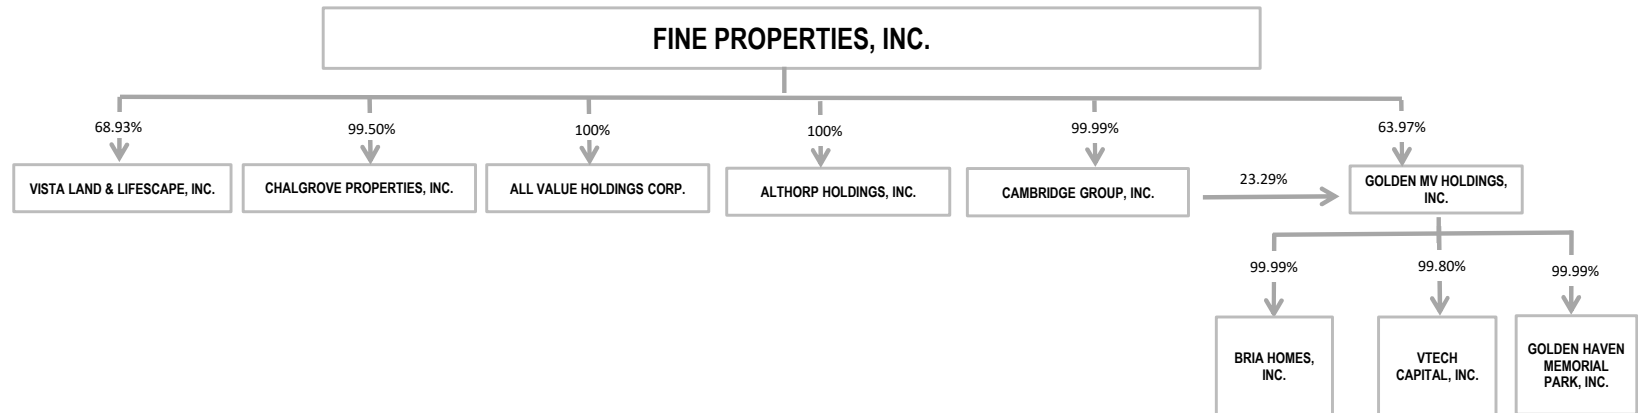 FINE PROPERTIES, INC.
68.93%
99.50%
100%
100%
99.99%
63.97%
VISTA LAND & LIFESCAPE, INC.
CHALGROVE PROPERTIES, INC.
ALL VALUE HOLDINGS CORP.
ALTHORP HOLDINGS, INC.
CAMBRIDGE GROUP, INC.
23.29%
GOLDEN MV HOLDINGS,
INC.
99.99%
99.80%
99.99%
BRIA HOMES,
INC.
VTECH
CAPITAL, INC.
GOLDEN HAVEN
MEMORIAL
PARK, INC.